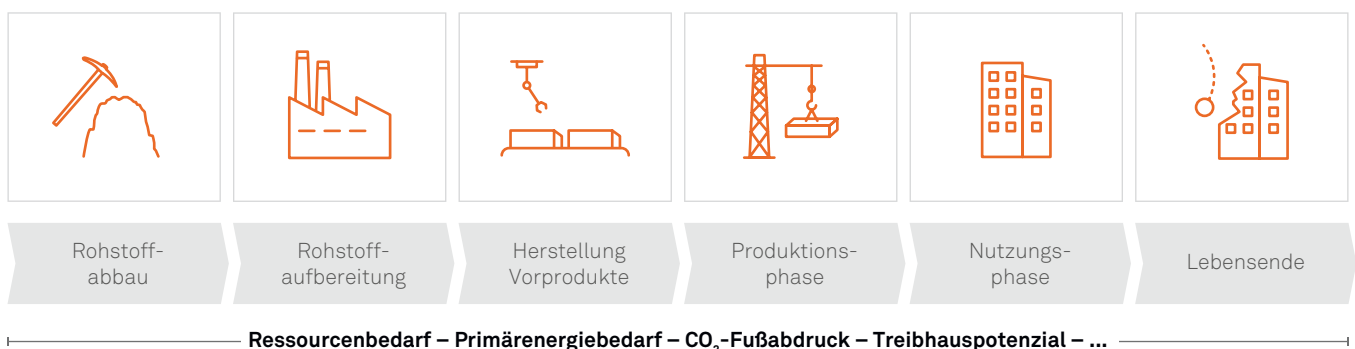 Rohstoff-
abbau
Rohstoff-
aufbereitung
Herstellung
Vorprodukte
Produktions-
phase
Nutzungs-
phase
Lebensende
Ressourcenbedarf – Primärenergiebedarf – CO₂-Fußabdruck – Treibhauspotenzial – ...